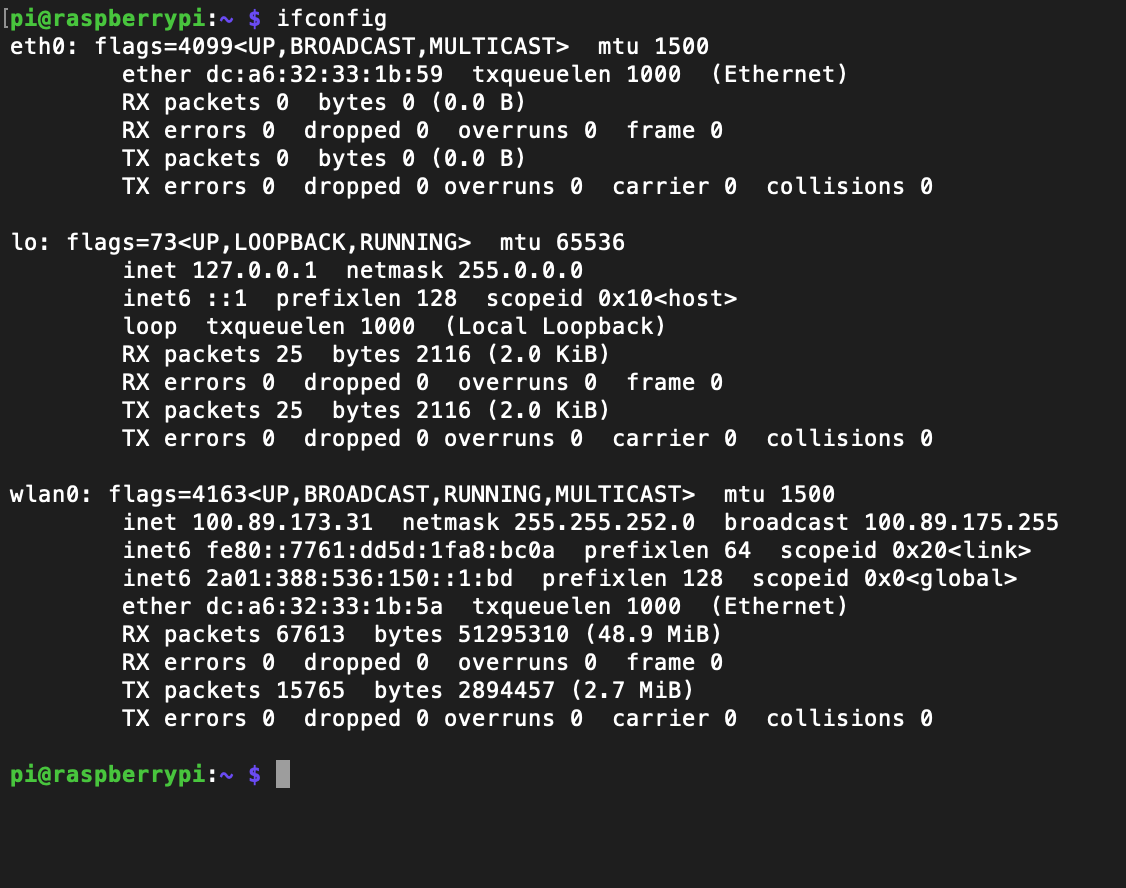 [pi@raspberrypi:~ $ ifconfig
eth0: flags=4099<UP,BROADCAST,MULTICAST>  mtu 1500
        ether dc:a6:32:33:1b:59  txqueuelen 1000  (Ethernet)
        RX packets 0  bytes 0 (0.0 B)
        RX errors 0  dropped 0  overruns 0  frame 0
        TX packets 0  bytes 0 (0.0 B)
        TX errors 0  dropped 0 overruns 0  carrier 0  collisions 0

lo: flags=73<UP,LOOPBACK,RUNNING>  mtu 65536
        inet 127.0.0.1  netmask 255.0.0.0
        inet6 ::1  prefixlen 128  scopeid 0x10<host>
        loop  txqueuelen 1000  (Local Loopback)
        RX packets 25  bytes 2116 (2.0 KiB)
        RX errors 0  dropped 0  overruns 0  frame 0
        TX packets 25  bytes 2116 (2.0 KiB)
        TX errors 0  dropped 0 overruns 0  carrier 0  collisions 0

wlan0: flags=4163<UP,BROADCAST,RUNNING,MULTICAST>  mtu 1500
        inet 100.89.173.31  netmask 255.255.252.0  broadcast 100.89.175.255
        inet6 fe80::7761:dd5d:1fa8:bc0a  prefixlen 64  scopeid 0x20<link>
        inet6 2a01:388:536:150::1:bd  prefixlen 128  scopeid 0x0<global>
        ether dc:a6:32:33:1b:5a  txqueuelen 1000  (Ethernet)
        RX packets 67613  bytes 51295310 (48.9 MiB)
        RX errors 0  dropped 0  overruns 0  frame 0
        TX packets 15765  bytes 2894457 (2.7 MiB)
        TX errors 0  dropped 0 overruns 0  carrier 0  collisions 0

pi@raspberrypi:~ $